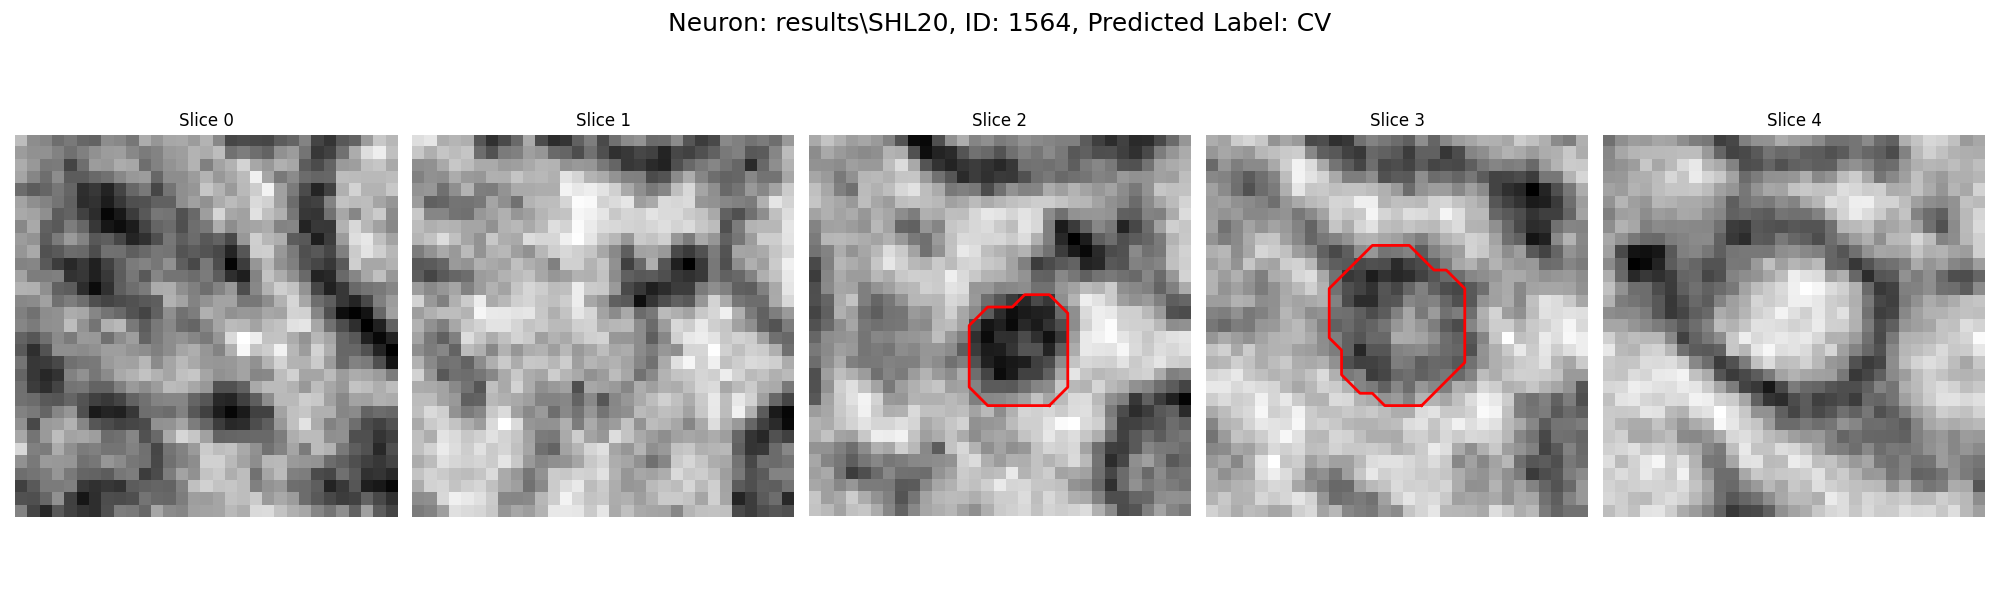 Neuron: results\SHL20, ID: 1564, Predicted Label: CV
Slice 0
Slice 1
Slice 2
Slice 3
Slice 4